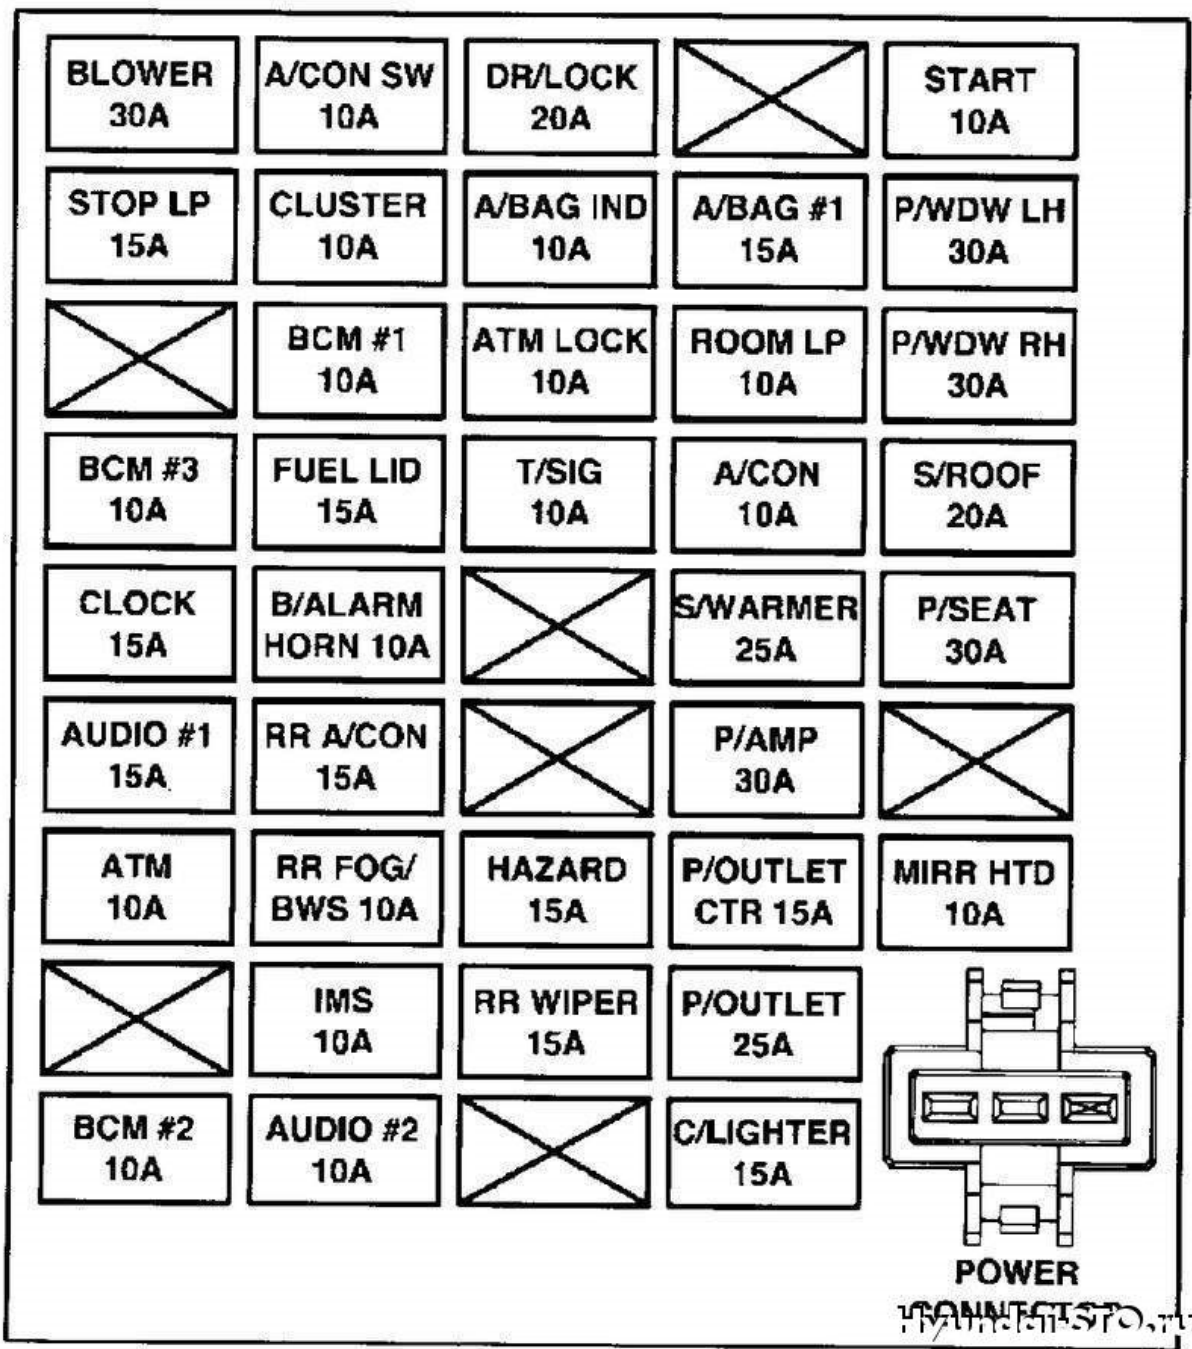 BLOWER
30A
A/CON SW
10A
DR/LOCK
20A
START
10A
STOP LP
15A
CLUSTER
10A
A/BAG IND
10A
A/BAG #1
15A
P/WDW LH
30A
BCM #1
10A
ATM LOCK
10A
ROOM LP
10A
P/WDW RH
30A
BCM #3
10A
FUEL LID
15A
T/SIG
10A
A/CON
10A
S/ROOF
20A
CLOCK
15A
B/ALARM
HORN 10A
S/WARMER
25A
P/SEAT
30A
AUDIO #1
15A
RR A/CON
15A
P/AMP
30A
ATM
10A
RR FOG/
BWS 10A
HAZARD
15A
P/OUTLET
CTR 15A
MIRR HTD
10A
IMS
10A
RR WIPER
15A
P/OUTLET
25A
BCM #2
10A
AUDIO #2
10A
C/LIGHTER
15A
POWER
CONNECTOR
Hyundai-STO.ru